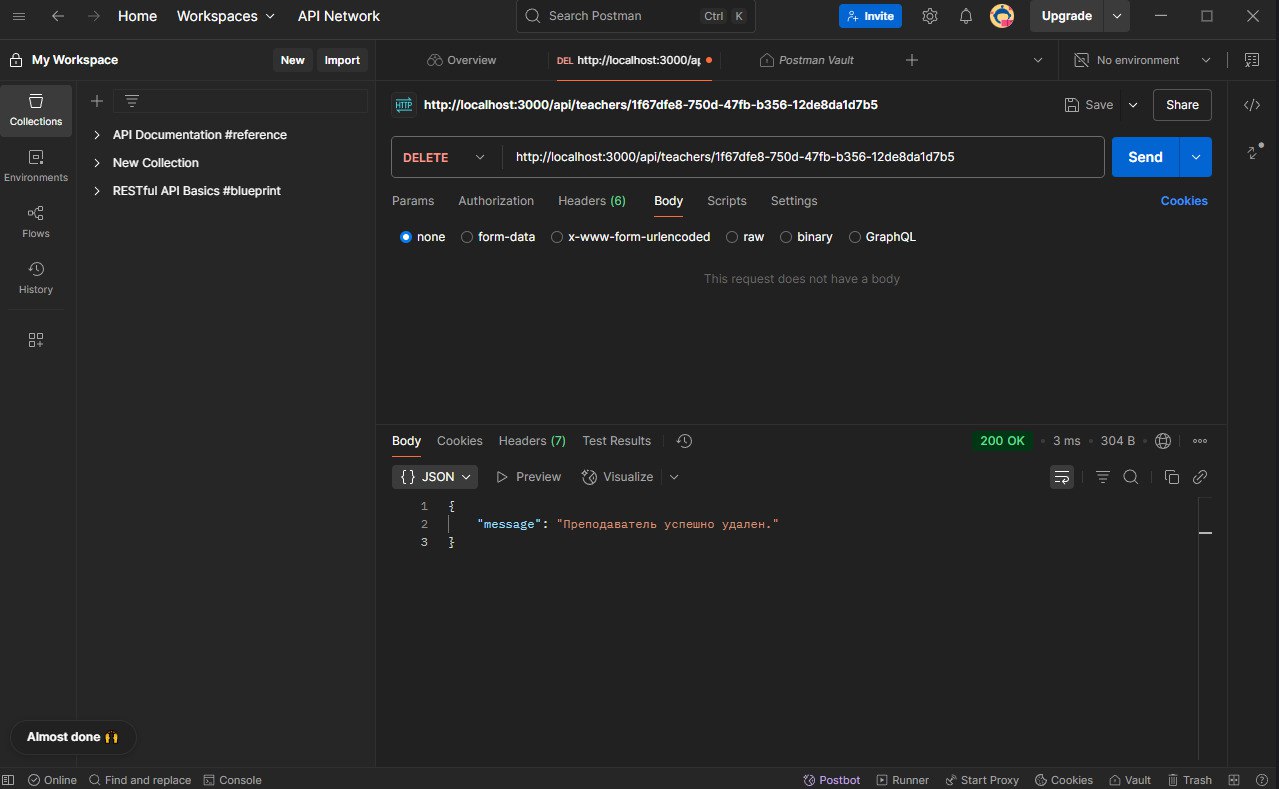 Home Workspaces API Network Search Postman Ctrl K Invite Upgrade
My Workspace New Import Overview DEL http://localhost:3000/ap Postman Vault No environment
http://localhost:3000/api/teachers/1f67dfe8-750d-47fb-b356-12de8da1d7b5 Save Share
Collections
API Documentation #reference
New Collection
RESTful API Basics #blueprint
Environments
Flows
History
DELETE http://localhost:3000/api/teachers/1f67dfe8-750d-47fb-b356-12de8da1d7b5 Send
Params Authorization Headers (6) Body Scripts Settings Cookies
none form-data x-www-form-urlencoded raw binary GraphQL
This request does not have a body
Body Cookies Headers (7) Test Results 200 OK • 3 ms • 304 B
{} JSON Preview Visualize
1 {
2 "message": "Преподаватель успешно удален."
3 }
Almost done 🙌
Online Find and replace Console Postbot Runner Start Proxy Cookies Vault Trash